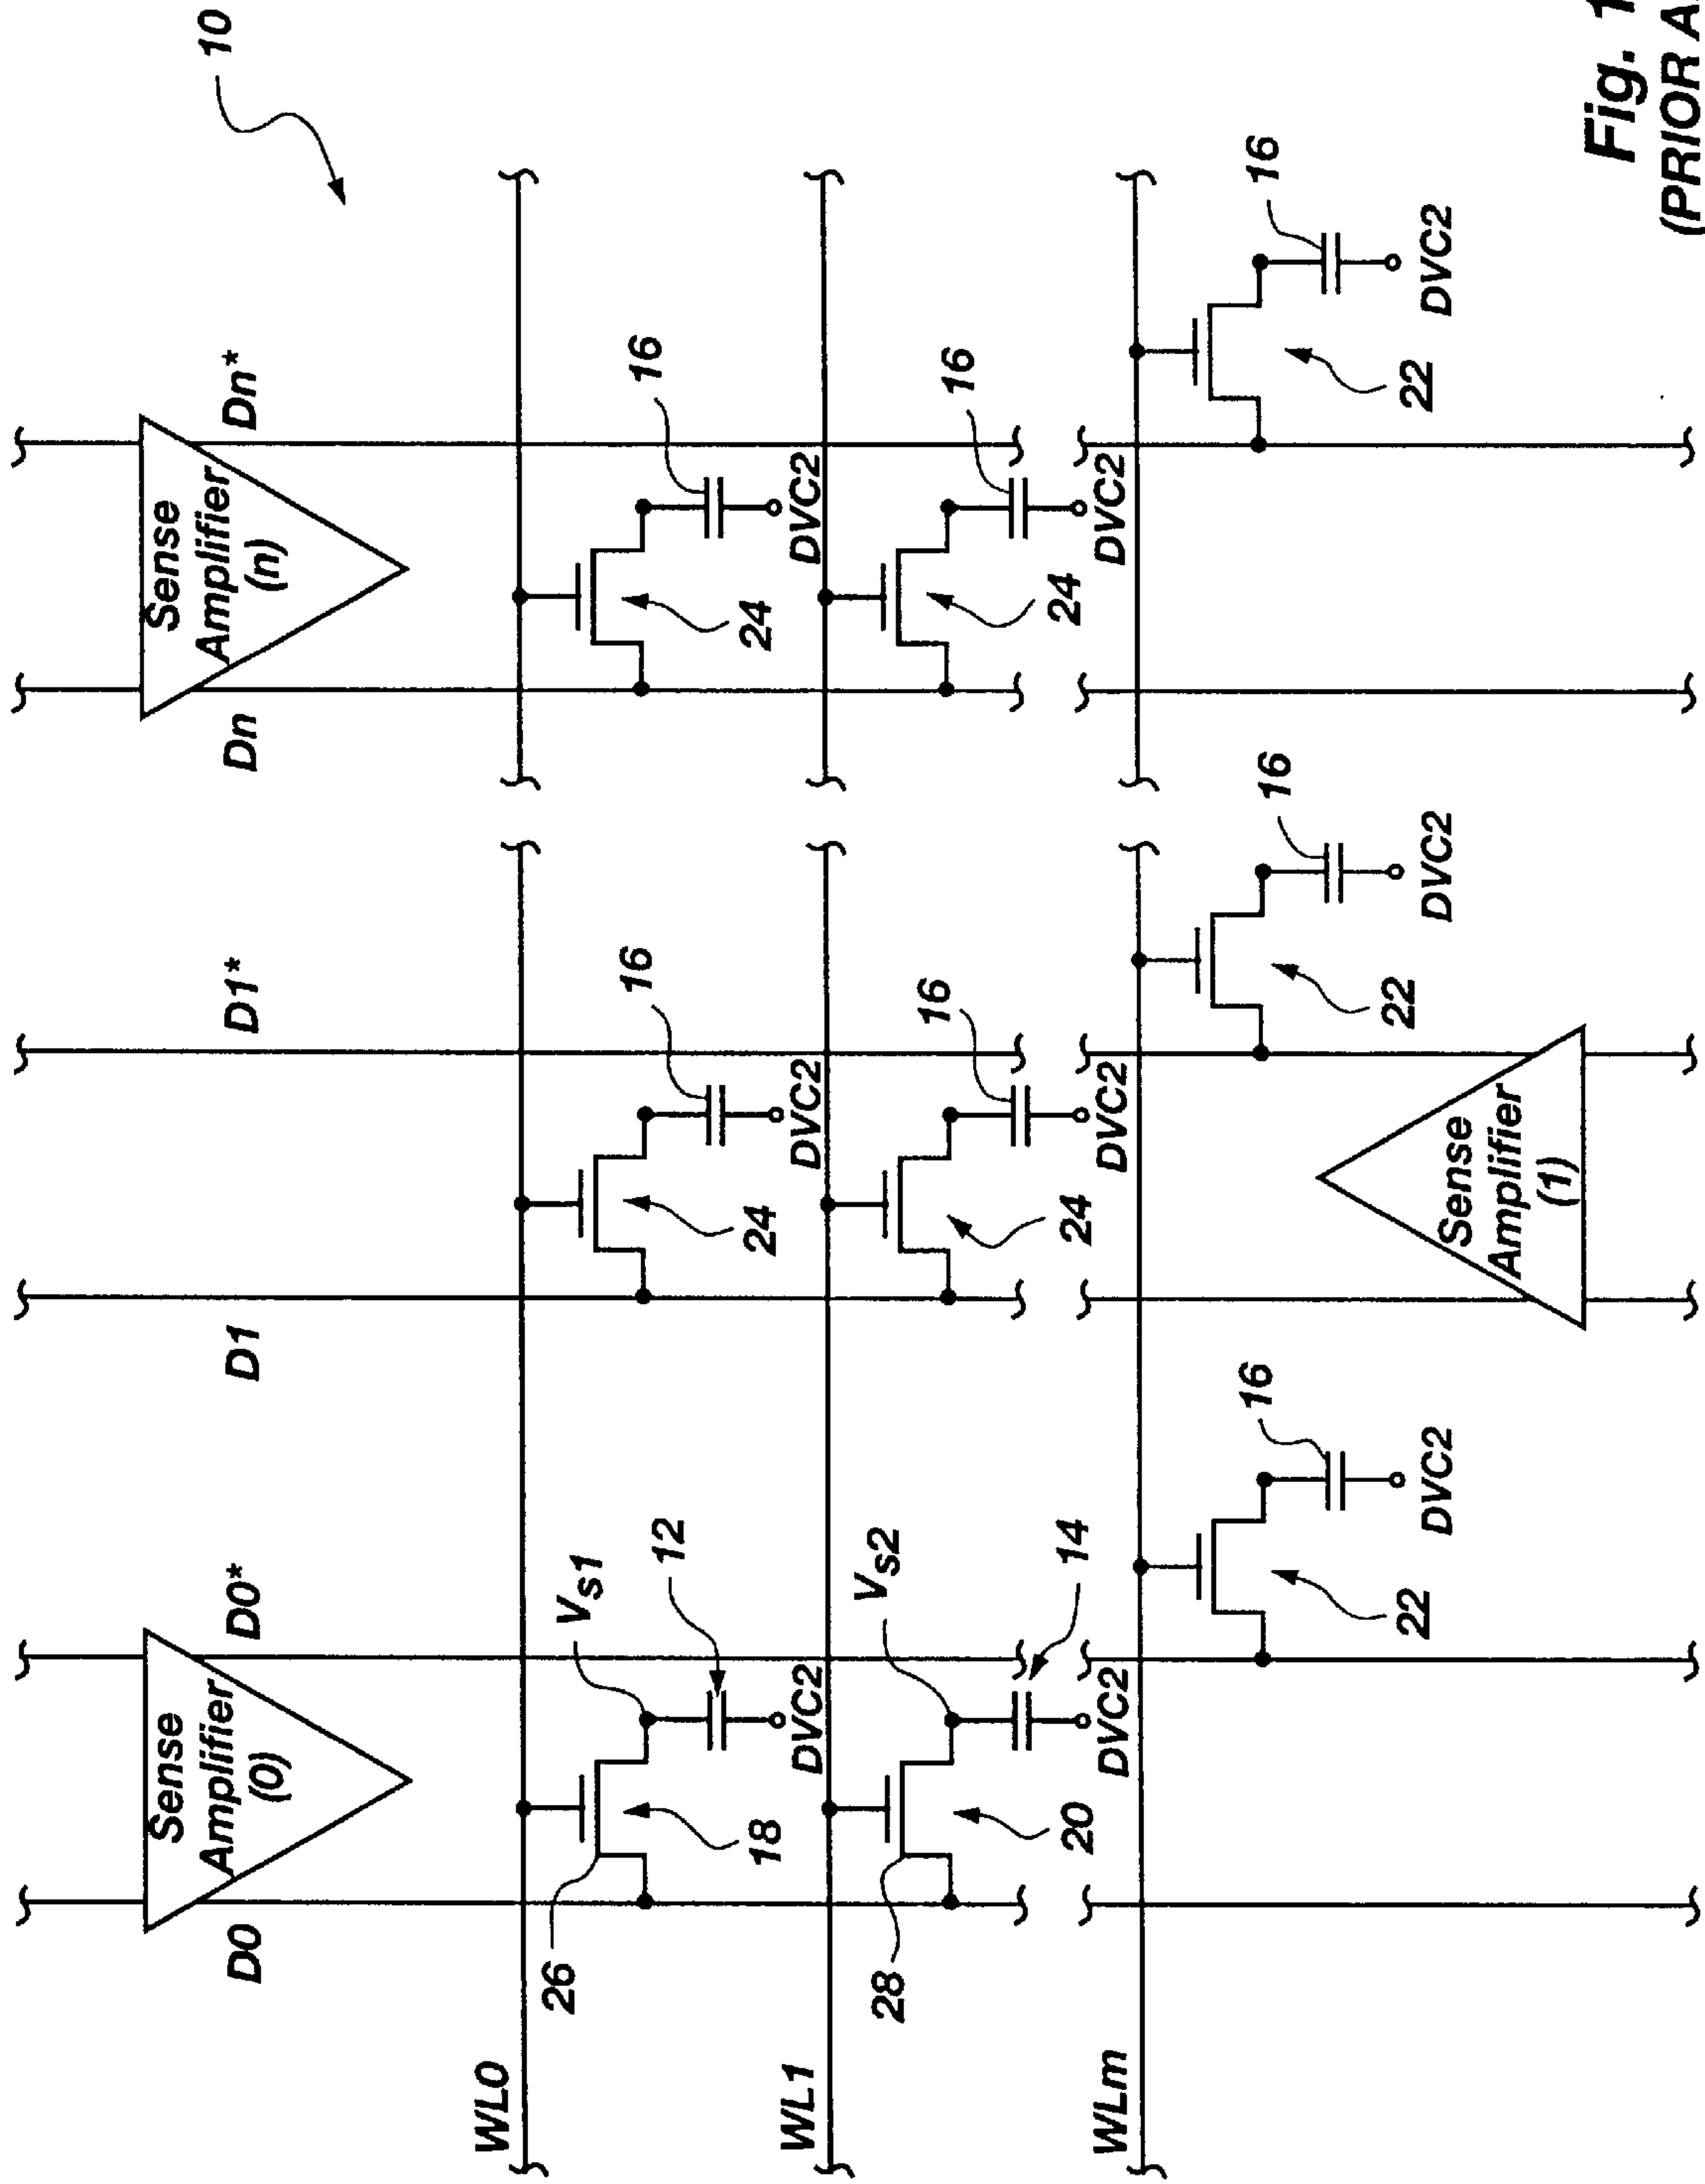 10
Sense
Amplifier
(0)
Sense
Amplifier
(n)
D0
D0*
D1
D1*
Dn
Dn*
WL0
26
Vs1
12
16
16
18
24
24
DVC2
DVC2
DVC2
WL1
28
Vs2
14
16
16
20
24
24
DVC2
DVC2
DVC2
WLm
16
16
16
22
22
22
DVC2
DVC2
DVC2
Sense
Amplifier
(1)
Fig. 1
(PRIOR A